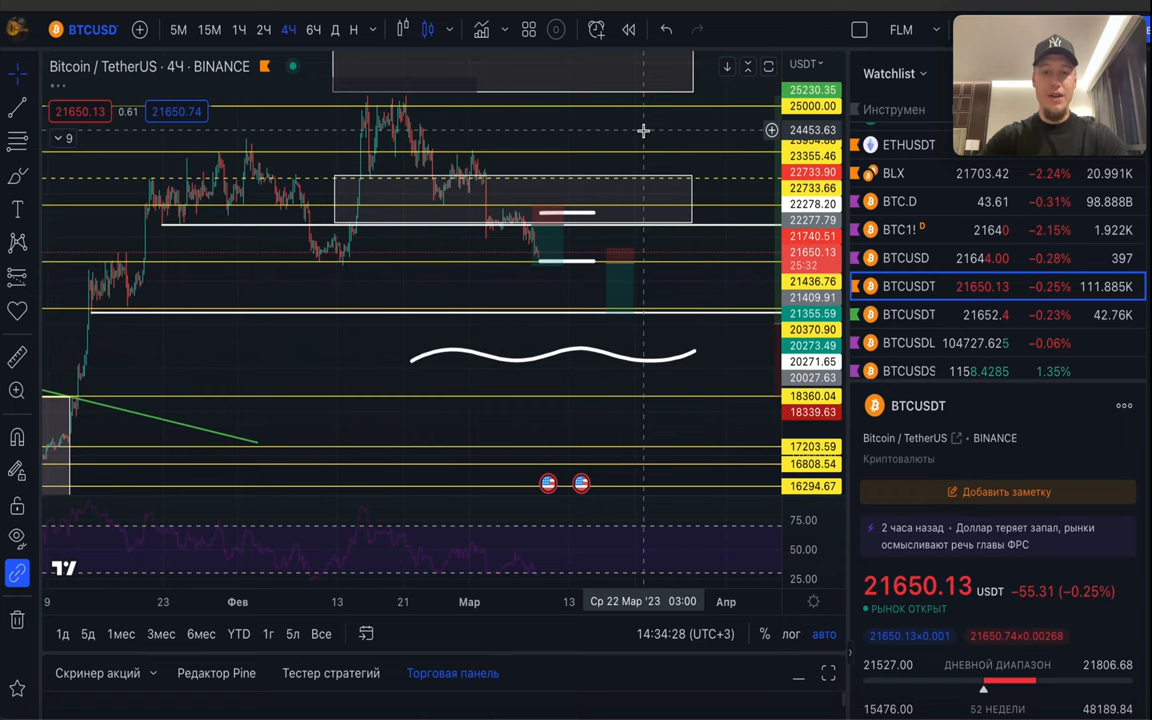 BTCUSD
5М 15М 1Ч 2Ч 4Ч 6Ч Д Н
FLM
Bitcoin / TetherUS · 4Ч · BINANCE
USDT
Watchlist
21650.13 0.61 21650.74
9
Инструмен
25230.35
25000.00
24453.63
23355.46
22733.90
22733.66
22278.20
22277.79
21740.51
21650.13
25:32
21436.76
21409.91
21355.59
20370.90
20273.49
20271.65
20027.63
18360.04
18339.63
17203.59
16808.54
16294.67
75.00
50.00
25.00
ETHUSDT
BLX 21703.42 −2.24% 20.991K
BTC.D 43.61 −0.31% 98.888B
BTC1! D 21640 −2.15% 1.922K
BTCUSD 21644.00 −0.28% 397
BTCUSDT 21650.13 −0.25% 111.885K
BTCUSDT 21652.4 −0.23% 42.76K
BTCUSDL 104727.625 −0.06%
BTCUSDS 1158.4285 1.35%
BTCUSDT
Bitcoin / TetherUS • BINANCE
Криптовалюты
Добавить заметку
2 часа назад • Доллар теряет запал, рынки
осмысливают речь главы ФРС
21650.13 USDT −55.31 (−0.25%)
РЫНОК ОТКРЫТ
21650.13×0.001 21650.74×0.00268
21527.00 ДНЕВНОЙ ДИАПАЗОН 21806.68
15476.00 52 НЕДЕЛИ 48189.84
9 23 Фев 13 21 Мар 13 Ср 22 Мар '23 03:00 Апр
1д 5д 1мес 3мес 6мес YTD 1г 5л Все
14:34:28 (UTC+3) % лог авто
Скринер акций Редактор Pine Тестер стратегий Торговая панель